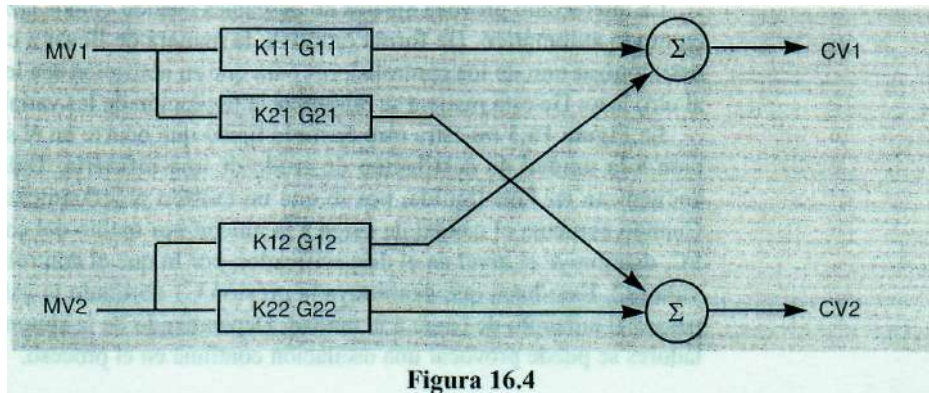 MV1
K11 G11
Σ
CV1
K21 G21
K12 G12
MV2
K22 G22
Σ
CV2
Figura 16.4